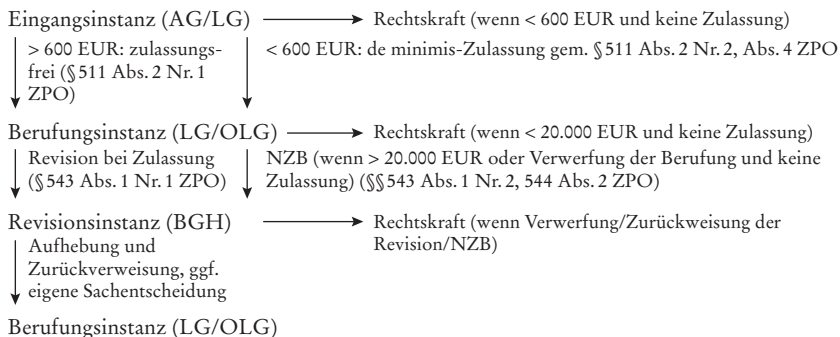 Eingangsinstanz (AG/LG) Rechtskraft (wenn < 600 EUR und keine Zulassung)
> 600 EUR: zulassungs-
frei (§ 511 Abs. 2 Nr. 1
ZPO)
< 600 EUR: de minimis-Zulassung gem. § 511 Abs. 2 Nr. 2, Abs. 4 ZPO
Berufungsinstanz (LG/OLG) Rechtskraft (wenn < 20.000 EUR und keine Zulassung)
Revision bei Zulassung
(§ 543 Abs. 1 Nr. 1 ZPO)
NZB (wenn > 20.000 EUR oder Verwerfung der Berufung und keine
Zulassung) (§§ 543 Abs. 1 Nr. 2, 544 Abs. 2 ZPO)
Revisionsinstanz (BGH) Rechtskraft (wenn Verwerfung/Zurückweisung der
Revision/NZB)
Aufhebung und
Zurückverweisung, ggf.
eigene Sachentscheidung
Berufungsinstanz (LG/OLG)